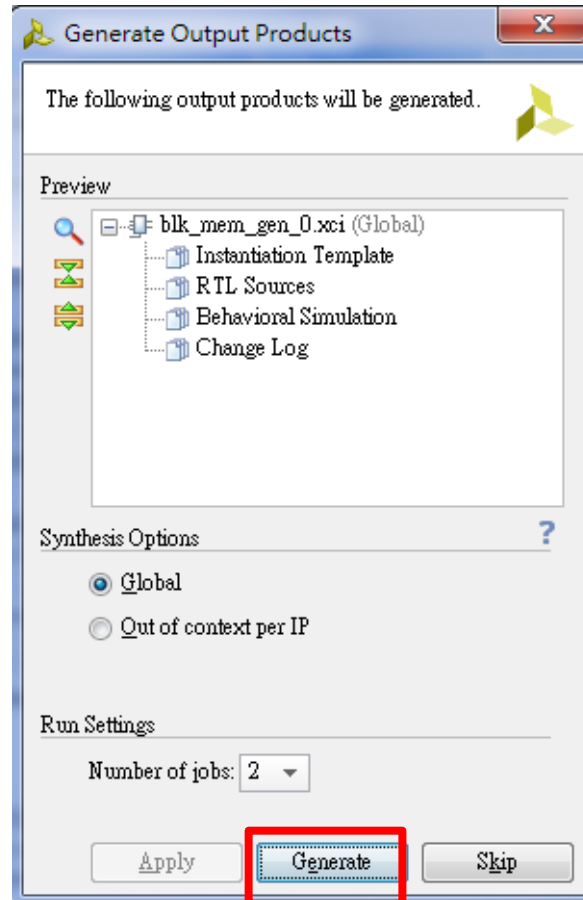 Generate Output Products
The following output products will be generated.
Preview
blk_mem_gen_0.xci (Global)
Instantiation Template
RTL Sources
Behavioral Simulation
Change Log
Synthesis Options
?
Global
Out of context per IP
Run Settings
Number of jobs: 2
Apply Generate Skip